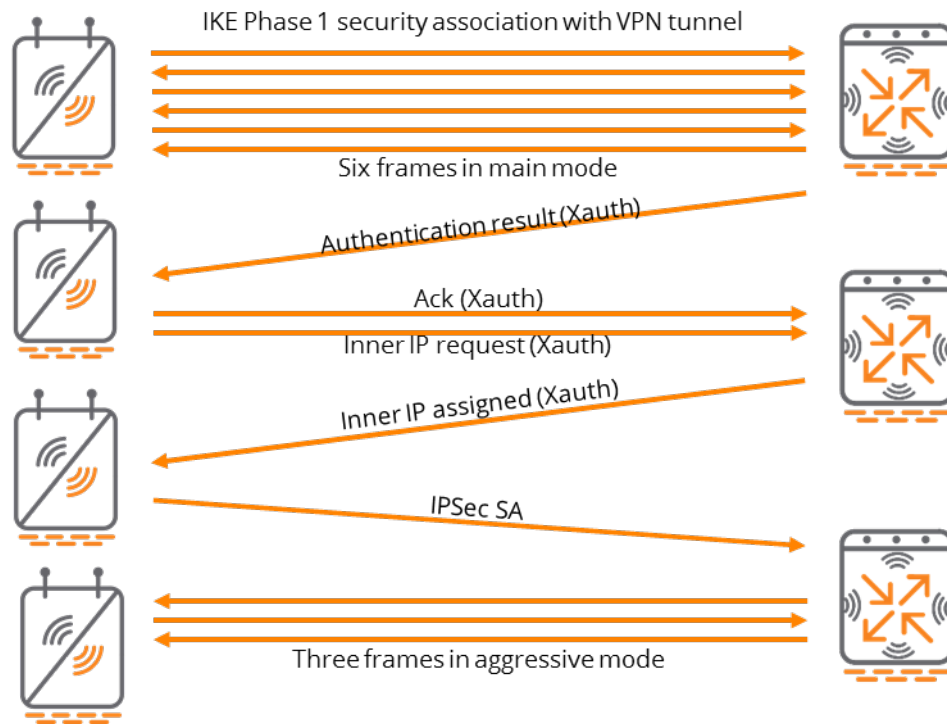 IKE Phase 1 security association with VPN tunnel
Six frames in main mode
Authentication result (Xauth)
Ack (Xauth)
Inner IP request (Xauth)
Inner IP assigned (Xauth)
IPSec SA
Three frames in aggressive mode